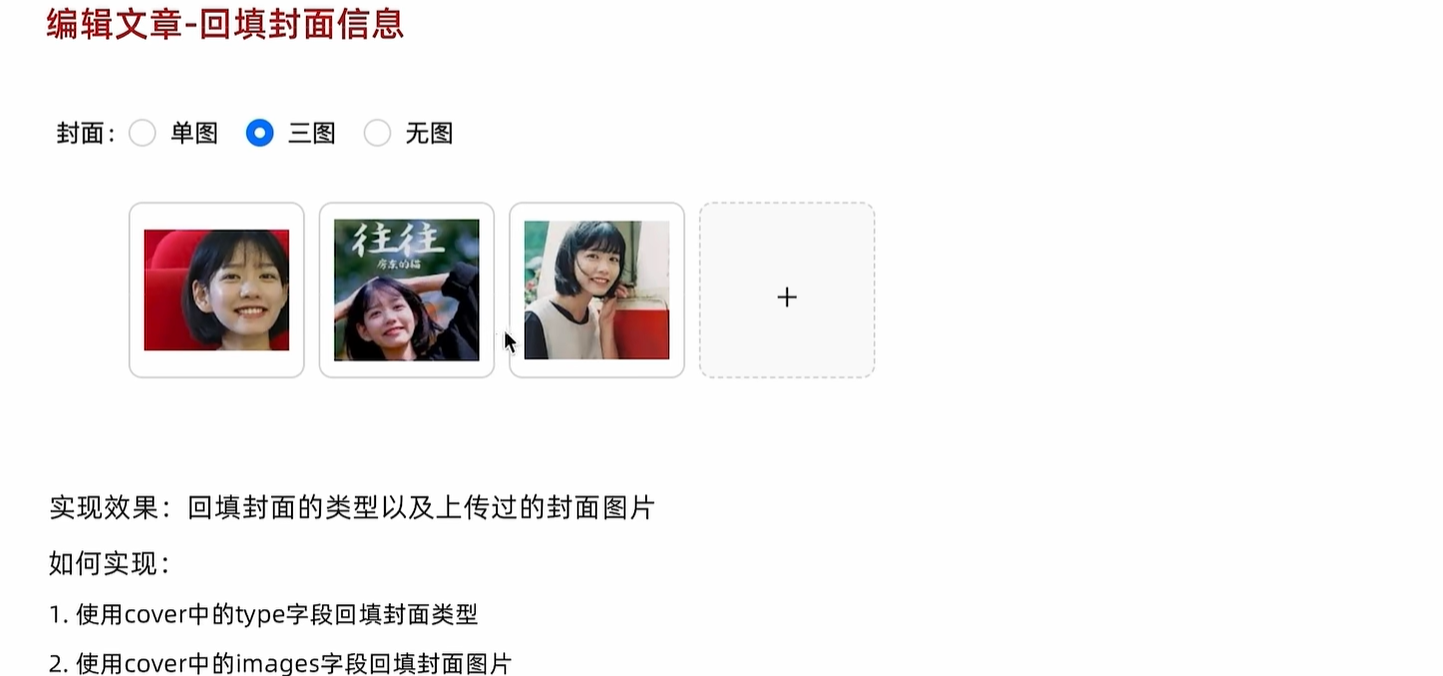 编辑文章-回填封面信息
封面： 单图 三图 无图
往往
房东的猫
+
实现效果：回填封面的类型以及上传过的封面图片
如何实现：
1. 使用cover中的type字段回填封面类型
2. 使用cover中的images字段回填封面图片